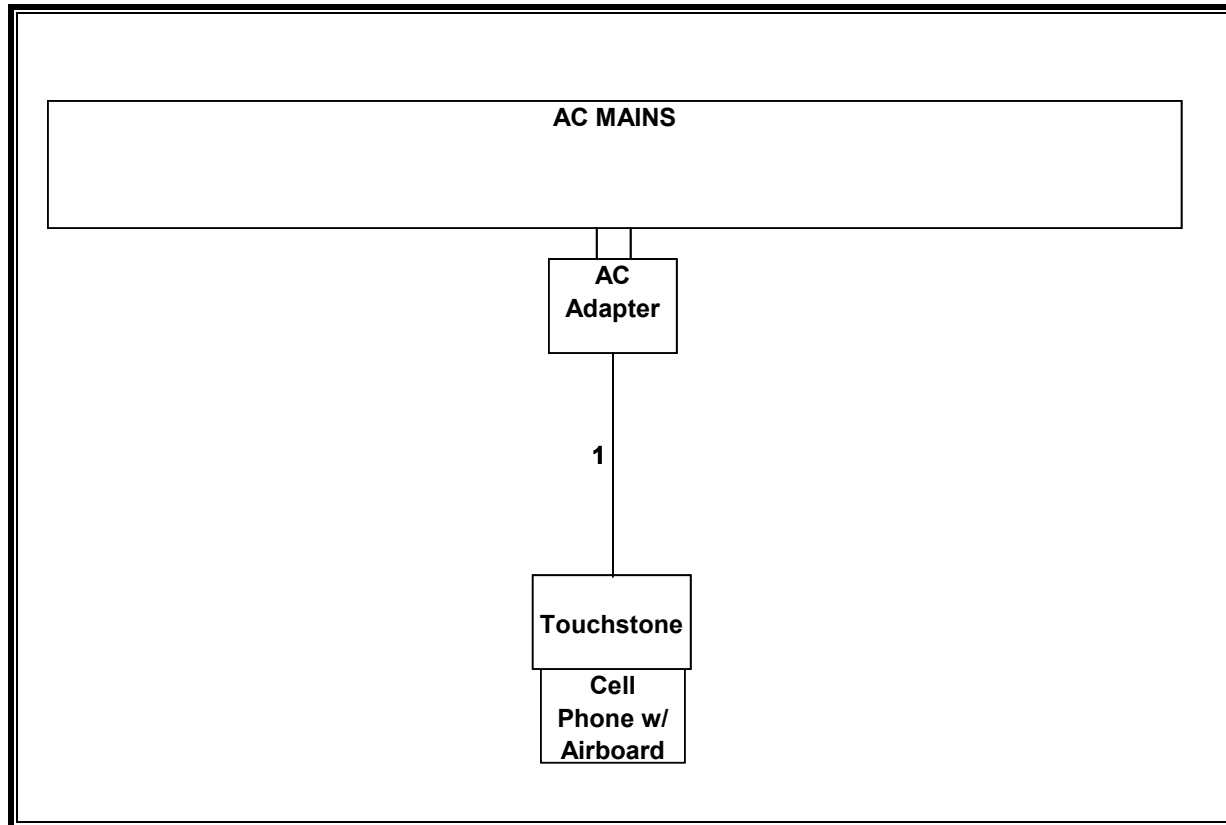 AC MAINS
AC
Adapter
1
Touchstone
Cell
Phone w/
Airboard